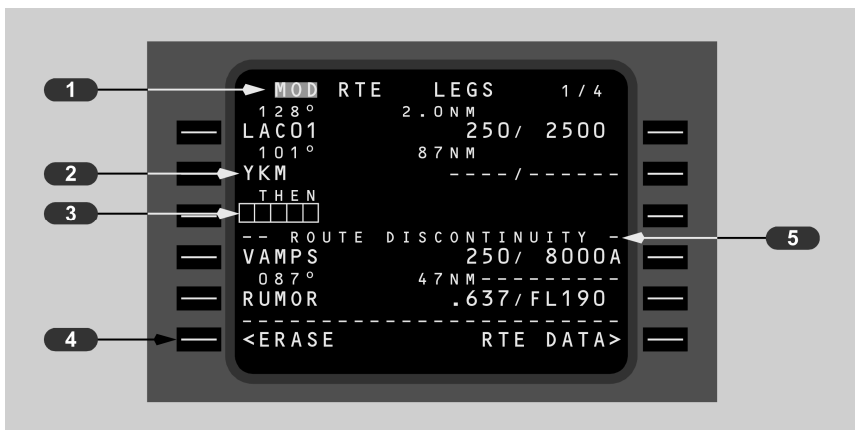 1
MOD RTE LEGS 1/4
128° 2.0NM
LACO1 250/ 2500
101° 87NM
2
YKM ----/------
THEN
3
□□□□□
-- ROUTE DISCONTINUITY -
5
VAMPS 250/ 8000A
087° 47NM---------
RUMOR .637/FL190
------------------------
4
<ERASE RTE DATA>